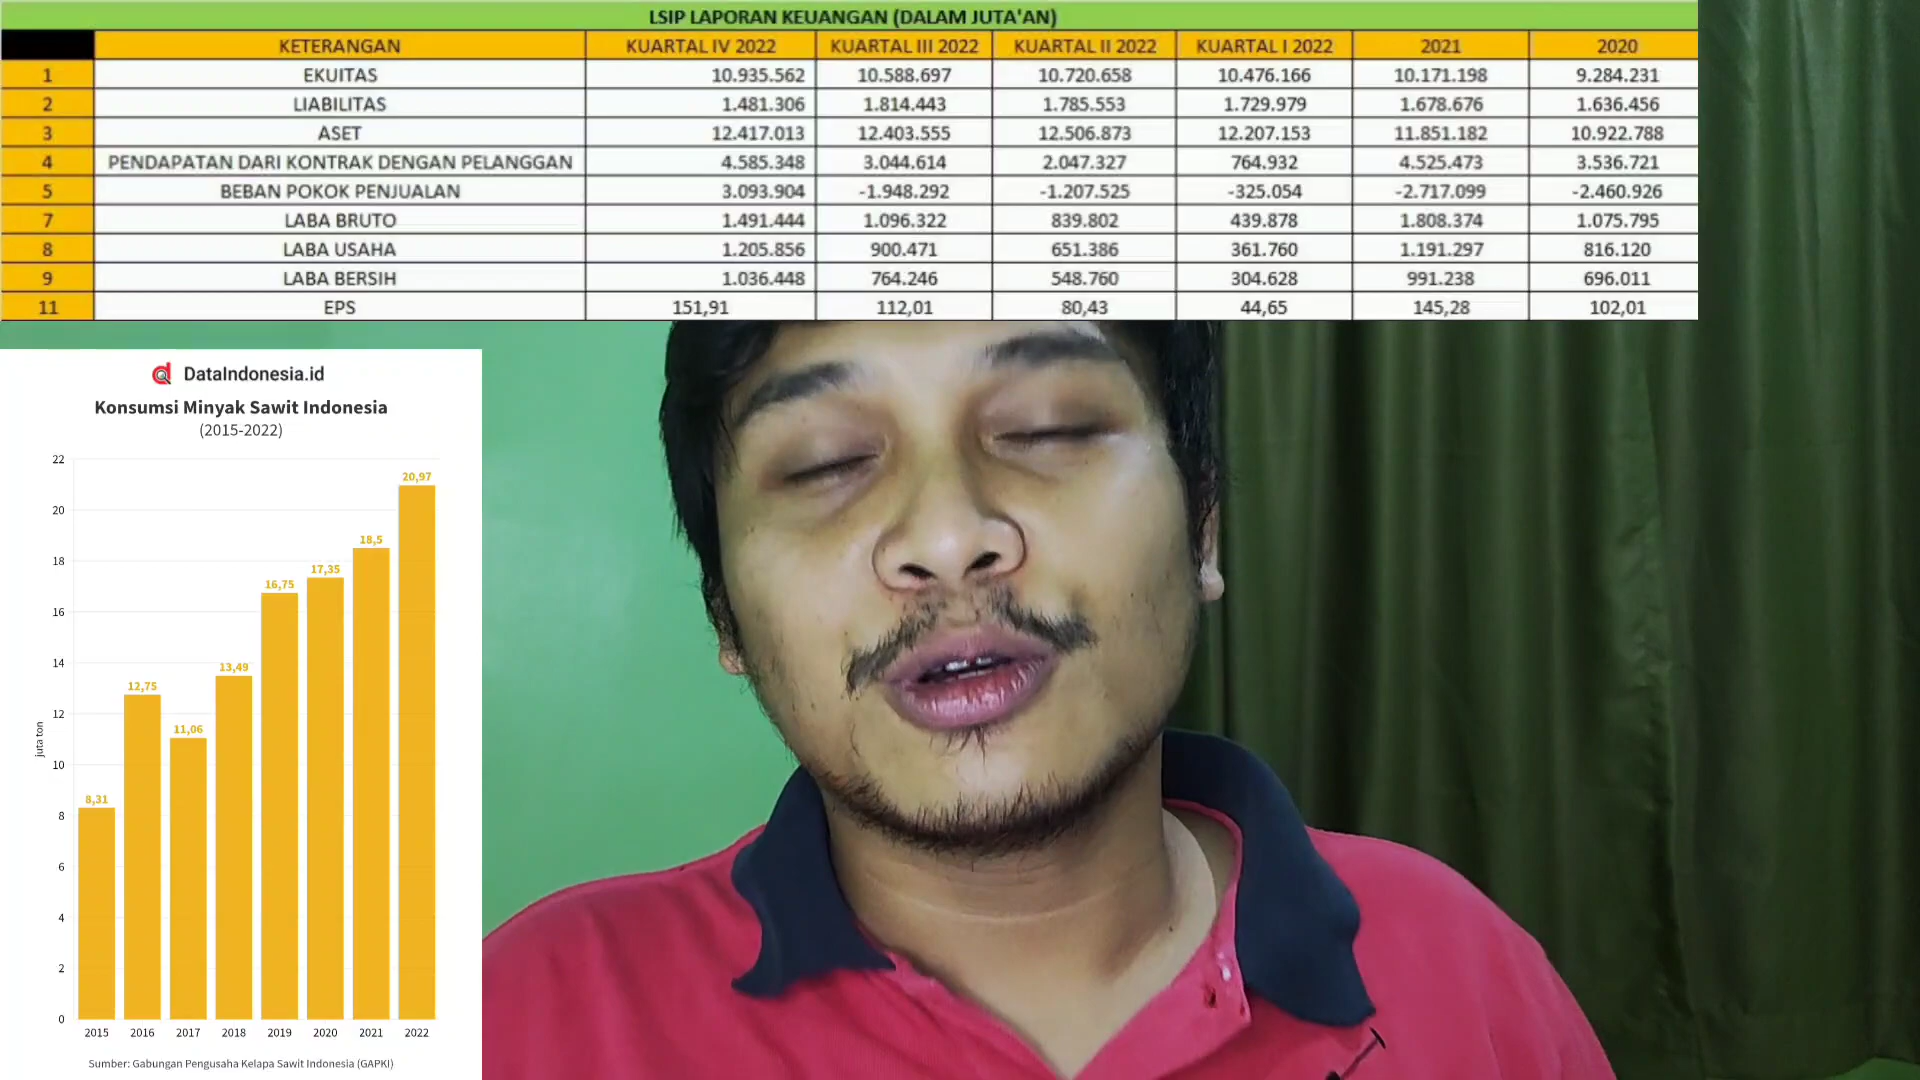 LSIP LAPORAN KEUANGAN (DALAM JUTA'AN)
KETERANGAN KUARTAL IV 2022 KUARTAL III 2022 KUARTAL II 2022 KUARTAL I 2022 2021 2020
1 EKUITAS 10.935.562 10.588.697 10.720.658 10.476.166 10.171.198 9.284.231
2 LIABILITAS 1.481.306 1.814.443 1.785.553 1.729.979 1.678.676 1.636.456
3 ASET 12.417.013 12.403.555 12.506.873 12.207.153 11.851.182 10.922.788
4 PENDAPATAN DARI KONTRAK DENGAN PELANGGAN 4.585.348 3.044.614 2.047.327 764.932 4.525.473 3.536.721
5 BEBAN POKOK PENJUALAN 3.093.904 -1.948.292 -1.207.525 -325.054 -2.717.099 -2.460.926
7 LABA BRUTO 1.491.444 1.096.322 839.802 439.878 1.808.374 1.075.795
8 LABA USAHA 1.205.856 900.471 651.386 361.760 1.191.297 816.120
9 LABA BERSIH 1.036.448 764.246 548.760 304.628 991.238 696.011
11 EPS 151,91 112,01 80,43 44,65 145,28 102,01
DataIndonesia.id
Konsumsi Minyak Sawit Indonesia
(2015-2022)
22
20
18
16
14
12
10
8
6
4
2
0
juta ton
8,31
12,75
11,06
13,49
16,75
17,35
18,5
20,97
2015 2016 2017 2018 2019 2020 2021 2022
Sumber: Gabungan Pengusaha Kelapa Sawit Indonesia (GAPKI)